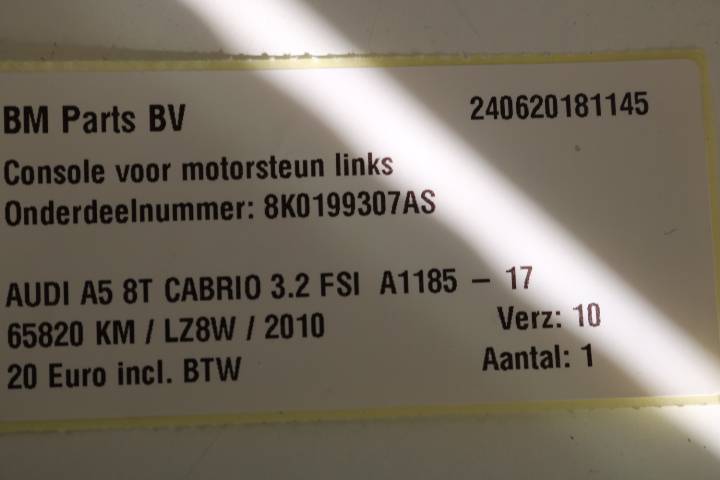 BM Parts BV 240620181145
Console voor motorsteun links
Onderdeelnummer: 8K0199307AS
AUDI A5 8T CABRIO 3.2 FSI A1185 - 17
65820 KM / LZ8W / 2010 Verz: 10
20 Euro incl. BTW Aantal: 1